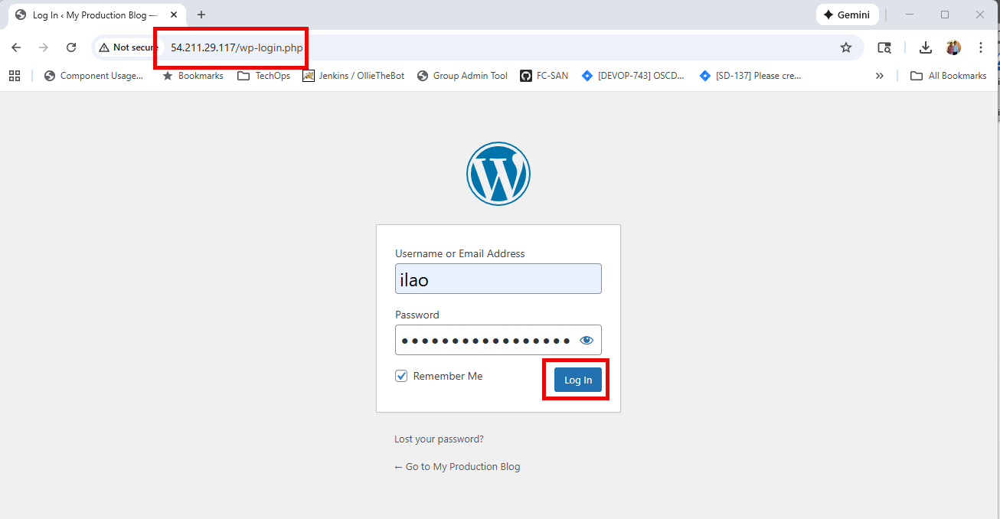 Log In ‹ My Production Blog —
Gemini
Not secure 54.211.29.117/wp-login.php
Component Usage... Bookmarks TechOps Jenkins / OllieTheBot Group Admin Tool FC-SAN [DEVOP-743] OSCD... [SD-137] Please cre... » All Bookmarks
Username or Email Address
ilao
Password
Remember Me
Log In
Lost your password?
← Go to My Production Blog